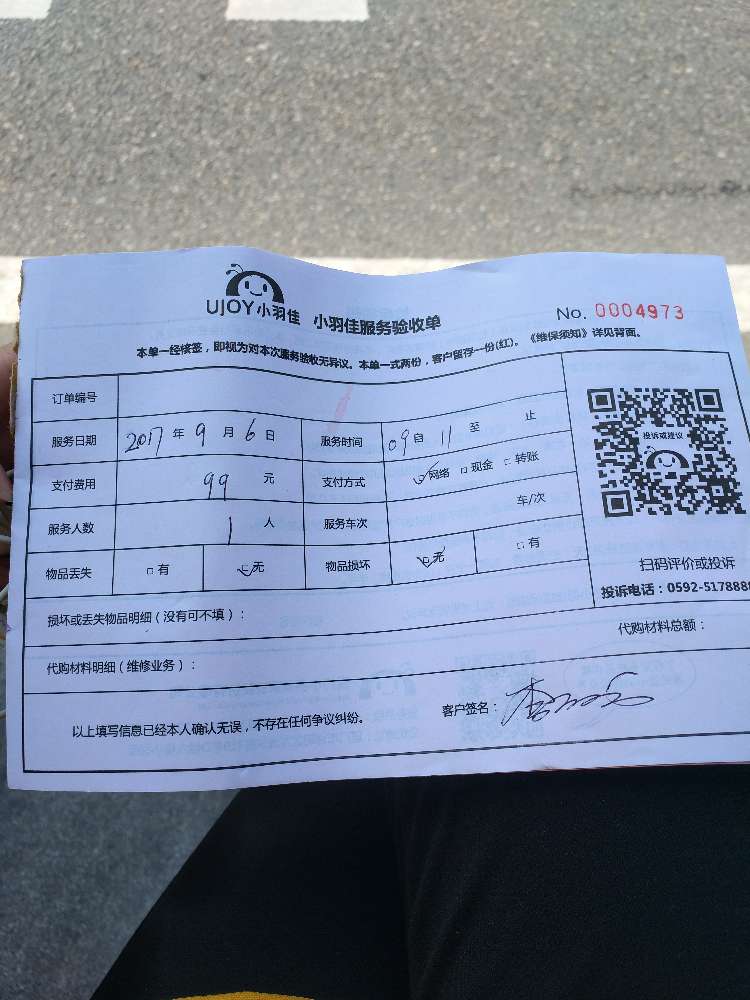 UJOY小羽佳 小羽佳服务验收单 No. 0004973
本单一经核签,即视为对本次服务验收无异议。本单一式两份,客户留存一份(红)。《维保须知》详见背面。
订单编号
服务日期 2017 年 9 月 6 日 服务时间 09 自 11 至 止
支付费用 99 元 支付方式 网络 现金 转账
服务人数 1 人 服务车次 车/次
物品丢失 有 无 物品损坏 无 有
投诉或建议
扫码评价或投诉
投诉电话:0592-5178888
损坏或丢失物品明细(没有可不填):
代购材料明细(维修业务): 代购材料总额:
以上填写信息已经本人确认无误,不存在任何争议纠纷。 客户签名: